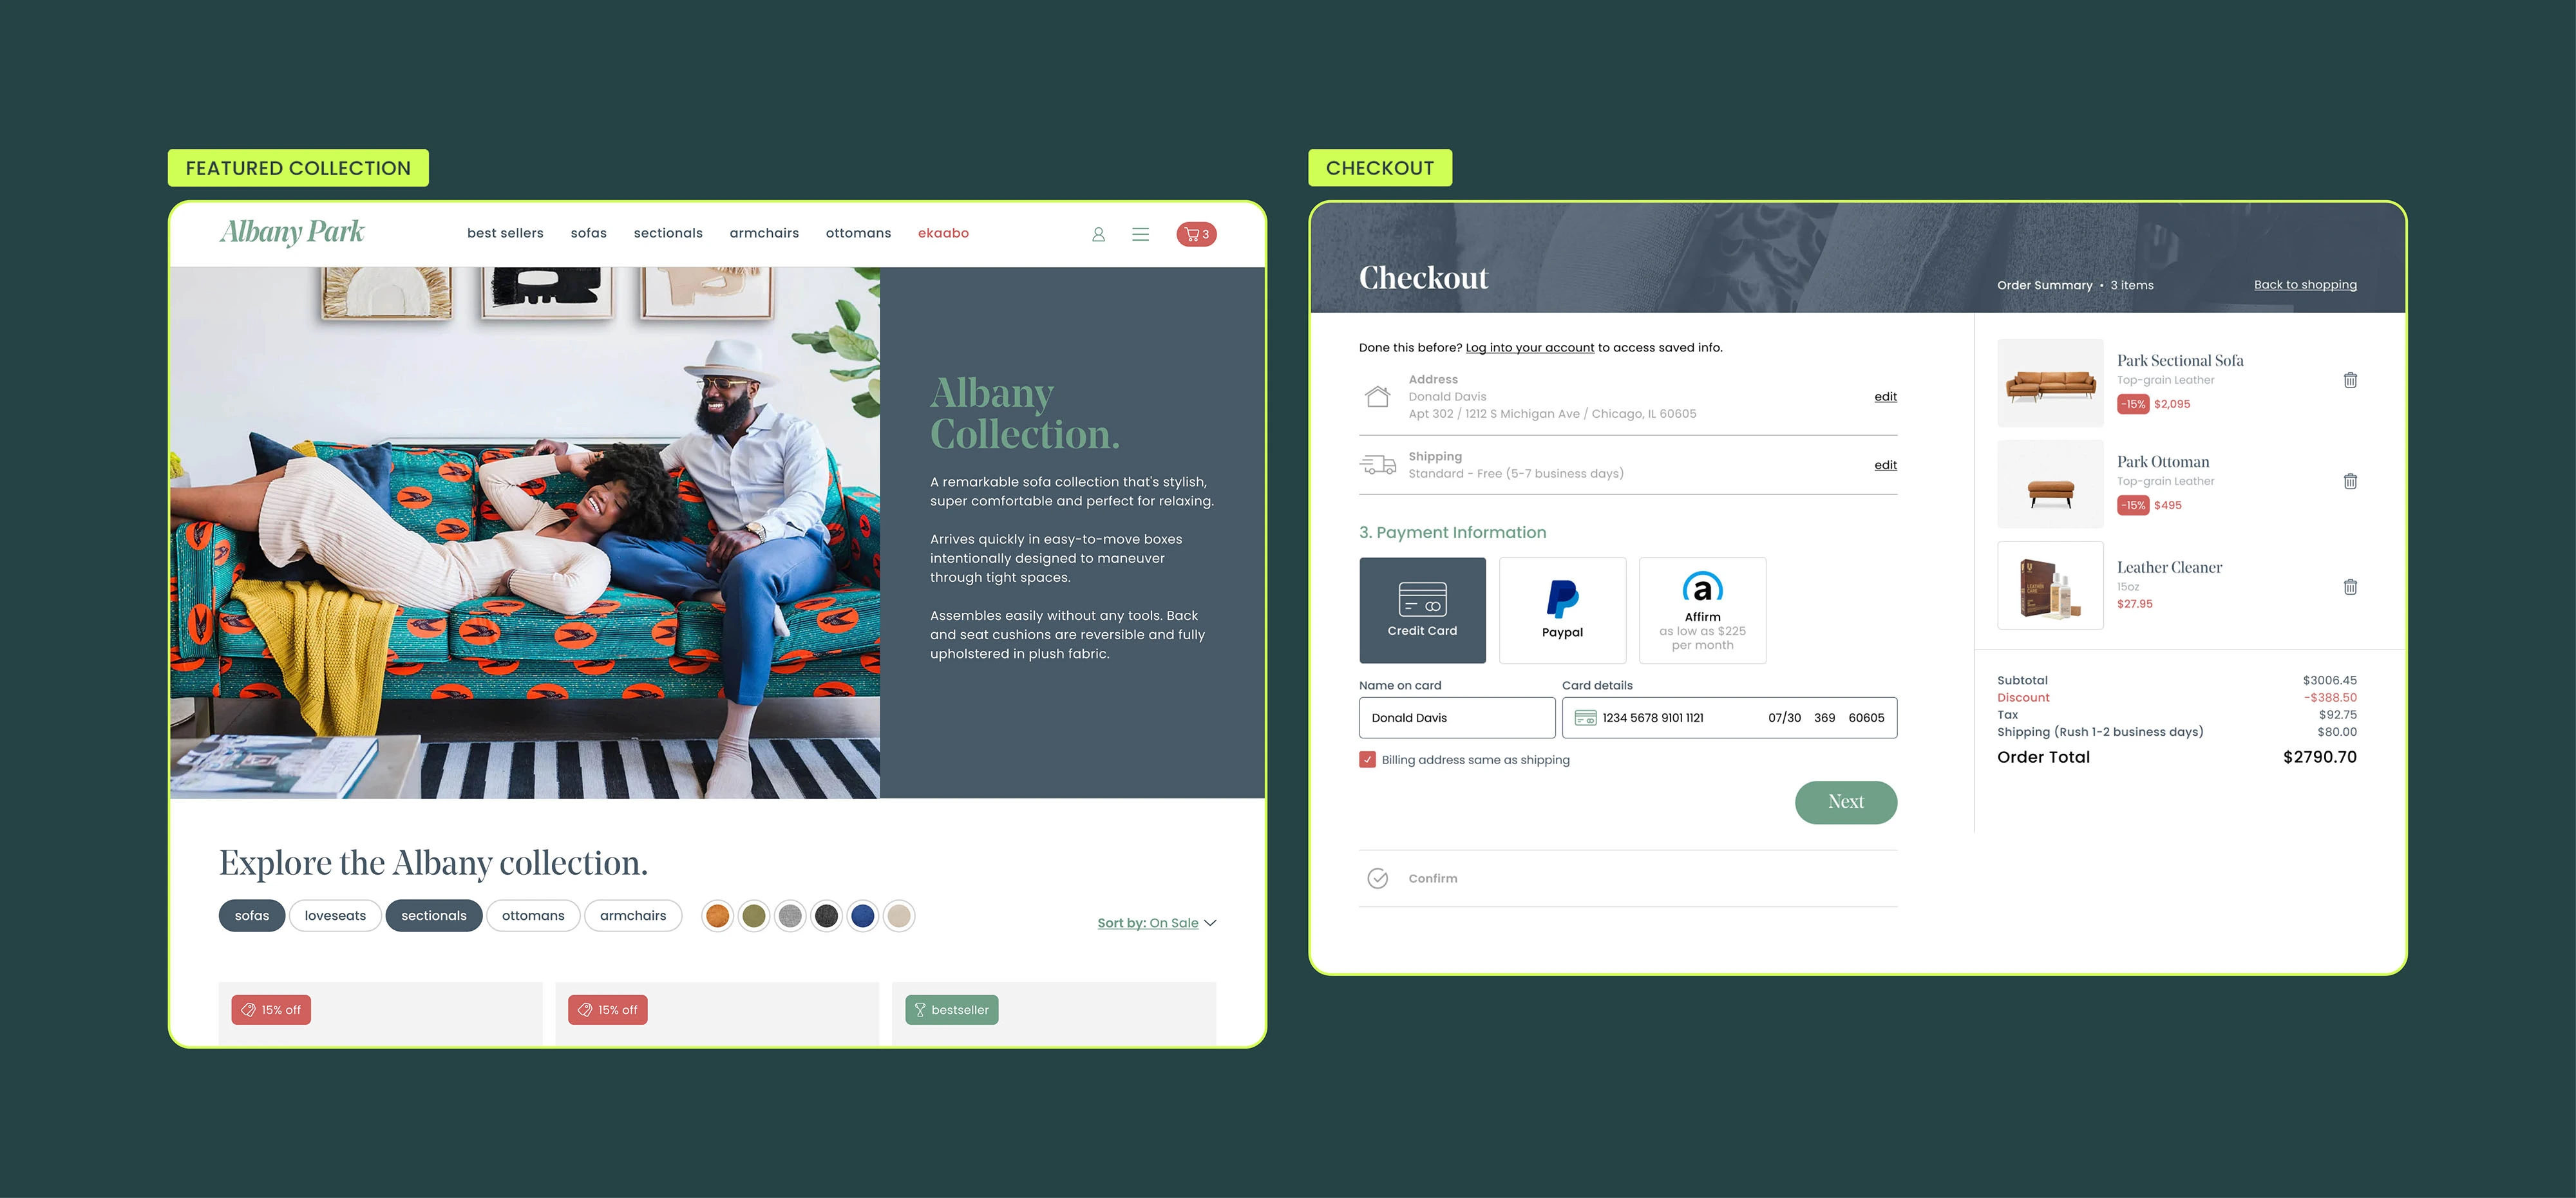 FEATURED COLLECTION
Albany Park
best sellers sofas sectionals armchairs ottomans ekaabo
3
Albany
Collection.
A remarkable sofa collection that's stylish,
super comfortable and perfect for relaxing.
Arrives quickly in easy-to-move boxes
intentionally designed to maneuver
through tight spaces.
Assembles easily without any tools. Back
and seat cushions are reversible and fully
upholstered in plush fabric.
Explore the Albany collection.
sofas loveseats sectionals ottomans armchairs
Sort by: On Sale
15% off
15% off
bestseller
CHECKOUT
Checkout
Order Summary • 3 items
Back to shopping
Done this before? Log into your account to access saved info.
Address
Donald Davis
Apt 302 / 1212 S Michigan Ave / Chicago, IL 60605
edit
Shipping
Standard - Free (5-7 business days)
edit
3. Payment Information
Credit Card
Paypal
a
Affirm
as low as $225
per month
Name on card
Donald Davis
Card details
1234 5678 9101 1121 07/30 369 60605
Billing address same as shipping
Next
Confirm
Park Sectional Sofa
Top-grain Leather
-15% $2,095
Park Ottoman
Top-grain Leather
-15% $495
Leather Cleaner
15oz
$27.95
Subtotal $3006.45
Discount -$388.50
Tax $92.75
Shipping (Rush 1-2 business days) $80.00
Order Total $2790.70